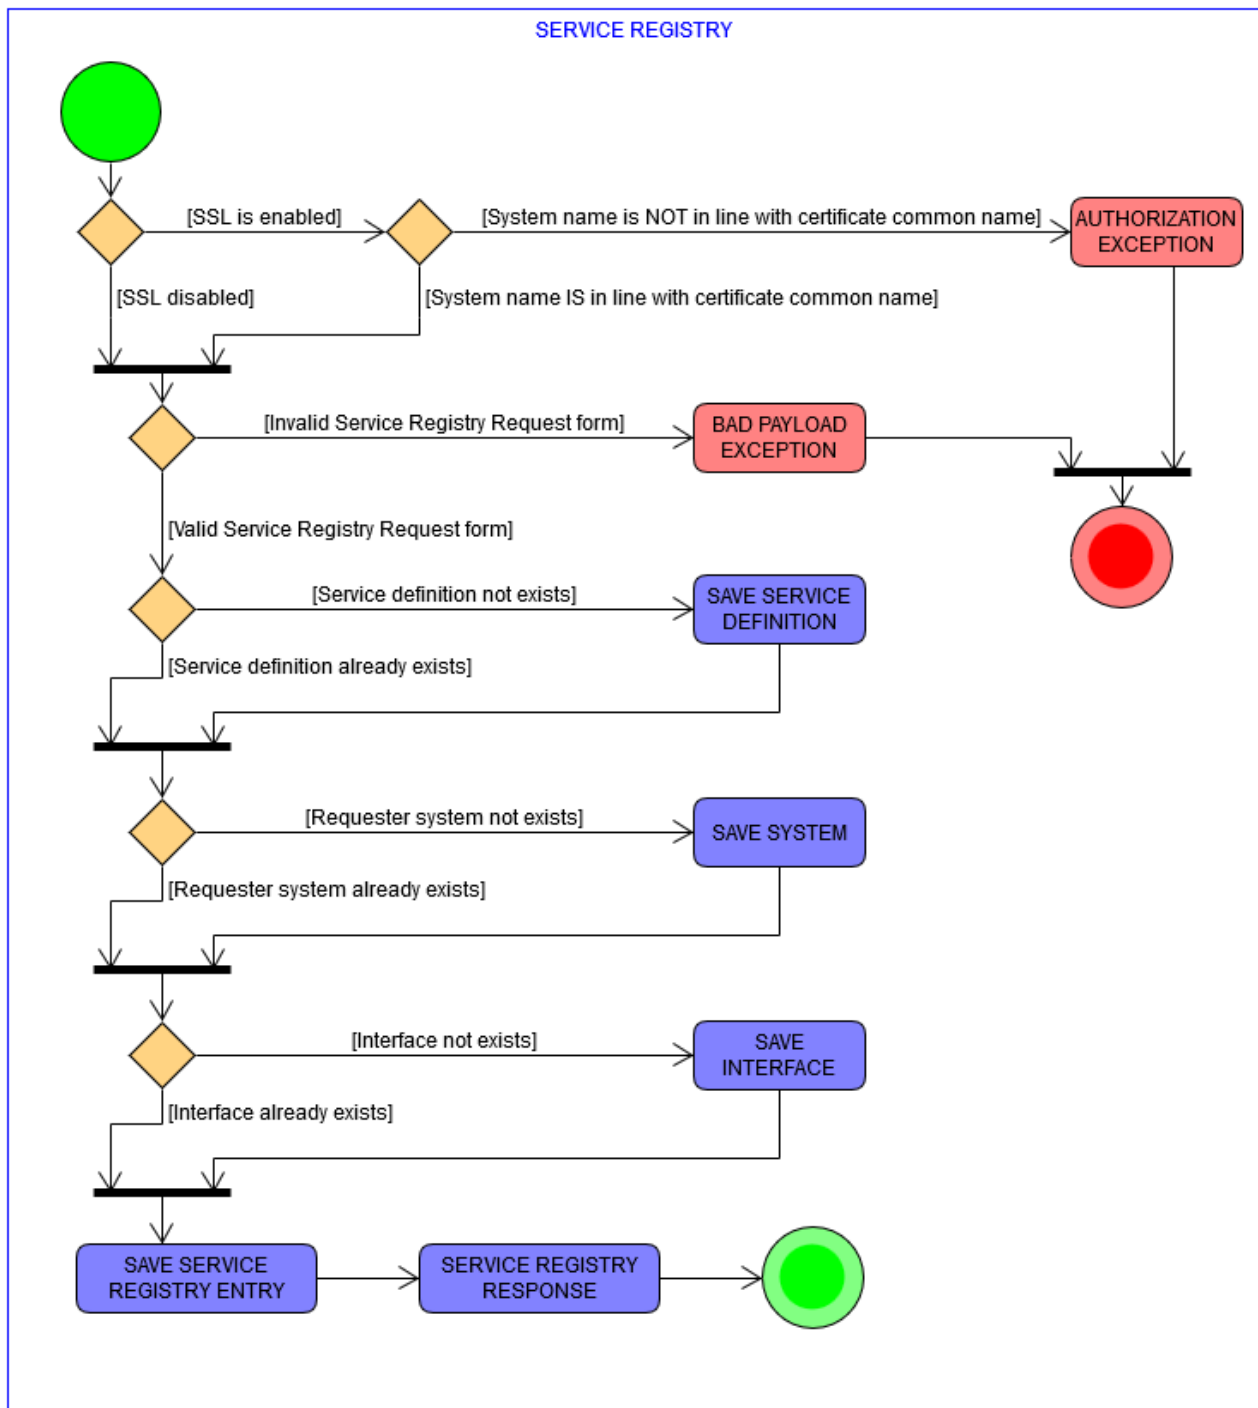 SERVICE REGISTRY
[SSL is enabled]
[System name is NOT in line with certificate common name]
AUTHORIZATION
EXCEPTION
[SSL disabled]
[System name IS in line with certificate common name]
[Invalid Service Registry Request form]
BAD PAYLOAD
EXCEPTION
[Valid Service Registry Request form]
[Service definition not exists]
SAVE SERVICE
DEFINITION
[Service definition already exists]
[Requester system not exists]
SAVE SYSTEM
[Requester system already exists]
[Interface not exists]
SAVE
INTERFACE
[Interface already exists]
SAVE SERVICE
REGISTRY ENTRY
SERVICE REGISTRY
RESPONSE